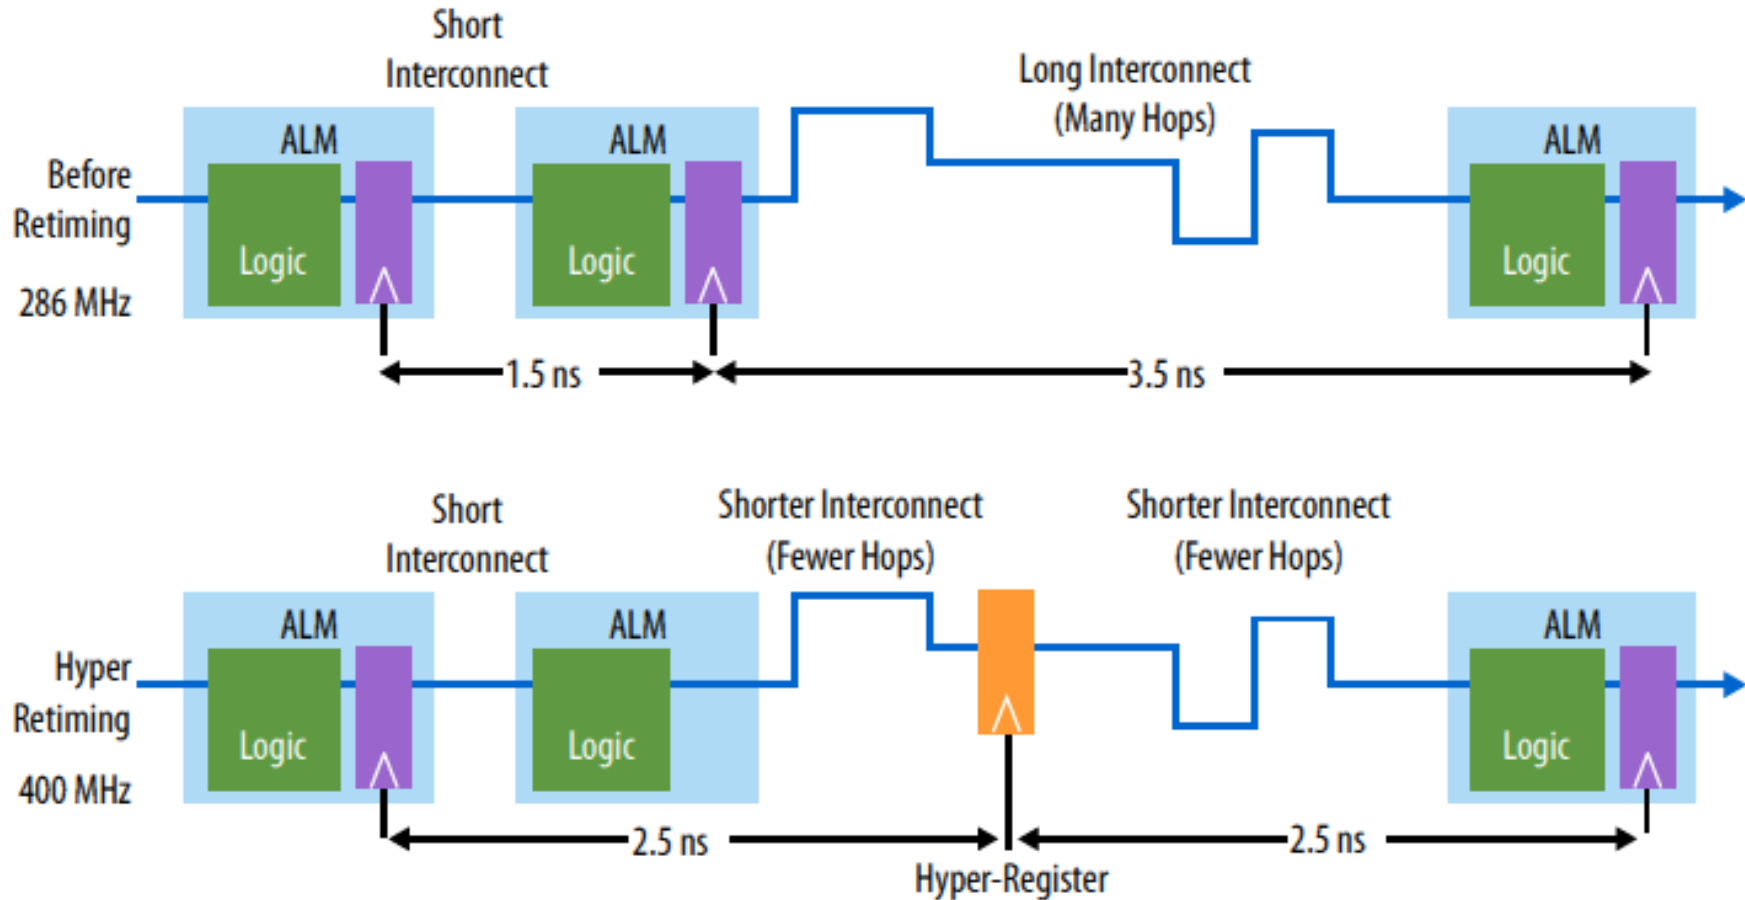 Short
Interconnect
Long Interconnect
(Many Hops)
Before
Retiming
286 MHz
ALM
Logic
ALM
Logic
ALM
Logic
1.5 ns
3.5 ns
Short
Interconnect
Shorter Interconnect
(Fewer Hops)
Shorter Interconnect
(Fewer Hops)
Hyper
Retiming
400 MHz
ALM
Logic
ALM
Logic
ALM
Logic
2.5 ns
2.5 ns
Hyper-Register